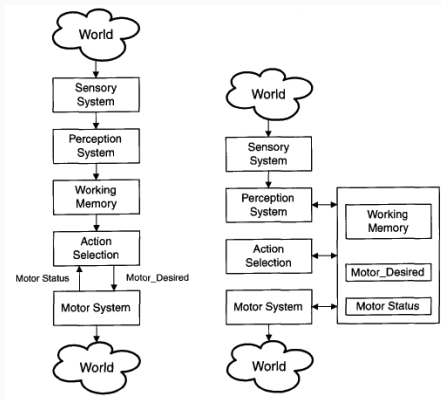 World
Sensory
System
Perception
System
Working
Memory
Action
Selection
Motor Status
Motor_Desired
Motor System
World
World
Sensory
System
Perception
System
Working
Memory
Action
Selection
Motor_Desired
Motor System
Motor Status
World